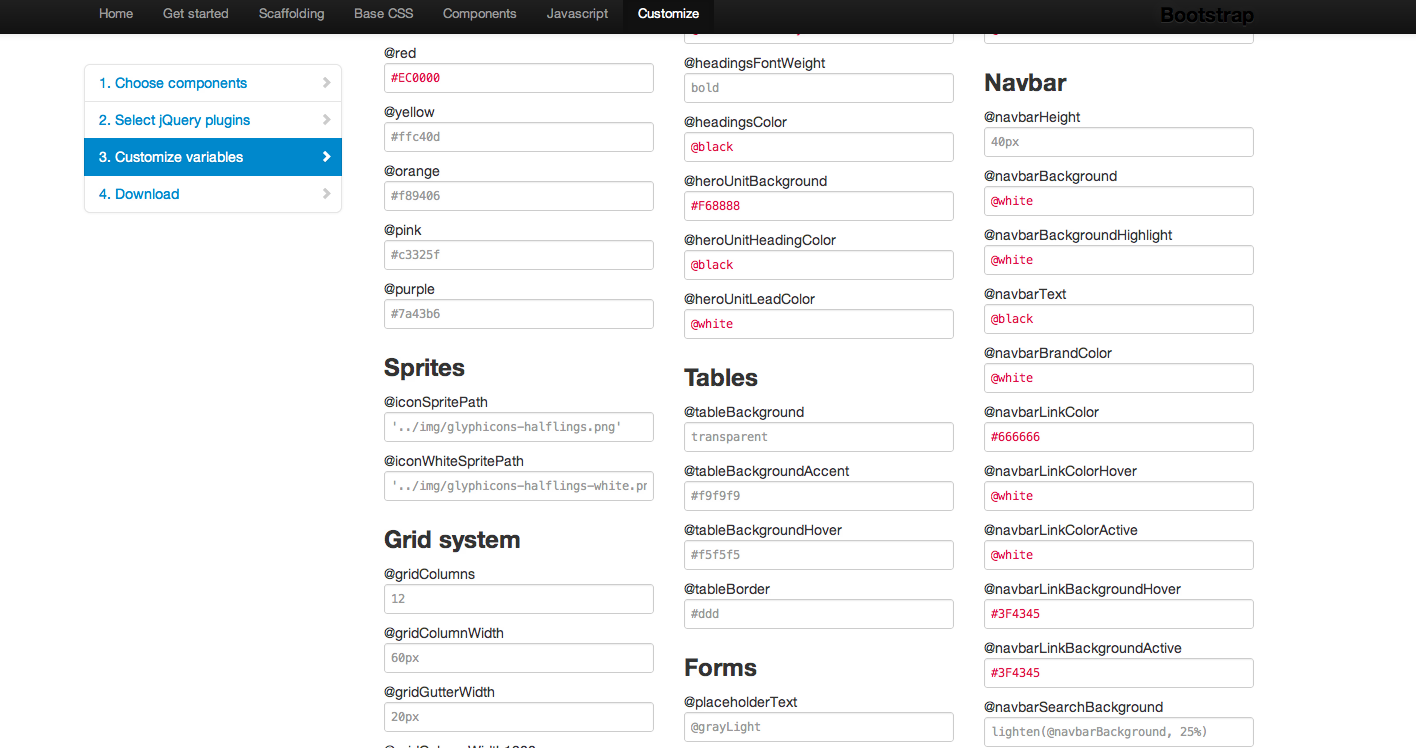 Home Get started Scaffolding Base CSS Components Javascript Customize Bootstrap
1. Choose components
2. Select jQuery plugins
3. Customize variables
4. Download
@red
#EC0000
@yellow
#ffc40d
@orange
#f89406
@pink
#c3325f
@purple
#7a43b6
Sprites
@iconSpritePath
'../img/glyphicons-halflings.png'
@iconWhiteSpritePath
'../img/glyphicons-halflings-white.pr
Grid system
@gridColumns
12
@gridColumnWidth
60px
@gridGutterWidth
20px
@headingsFontWeight
bold
@headingsColor
@black
@heroUnitBackground
#F68888
@heroUnitHeadingColor
@black
@heroUnitLeadColor
@white
Tables
@tableBackground
transparent
@tableBackgroundAccent
#f9f9f9
@tableBackgroundHover
#f5f5f5
@tableBorder
#ddd
Forms
@placeholderText
@grayLight
Navbar
@navbarHeight
40px
@navbarBackground
@white
@navbarBackgroundHighlight
@white
@navbarText
@black
@navbarBrandColor
@white
@navbarLinkColor
#666666
@navbarLinkColorHover
@white
@navbarLinkColorActive
@white
@navbarLinkBackgroundHover
#3F4345
@navbarLinkBackgroundActive
#3F4345
@navbarSearchBackground
lighten(@navbarBackground, 25%)